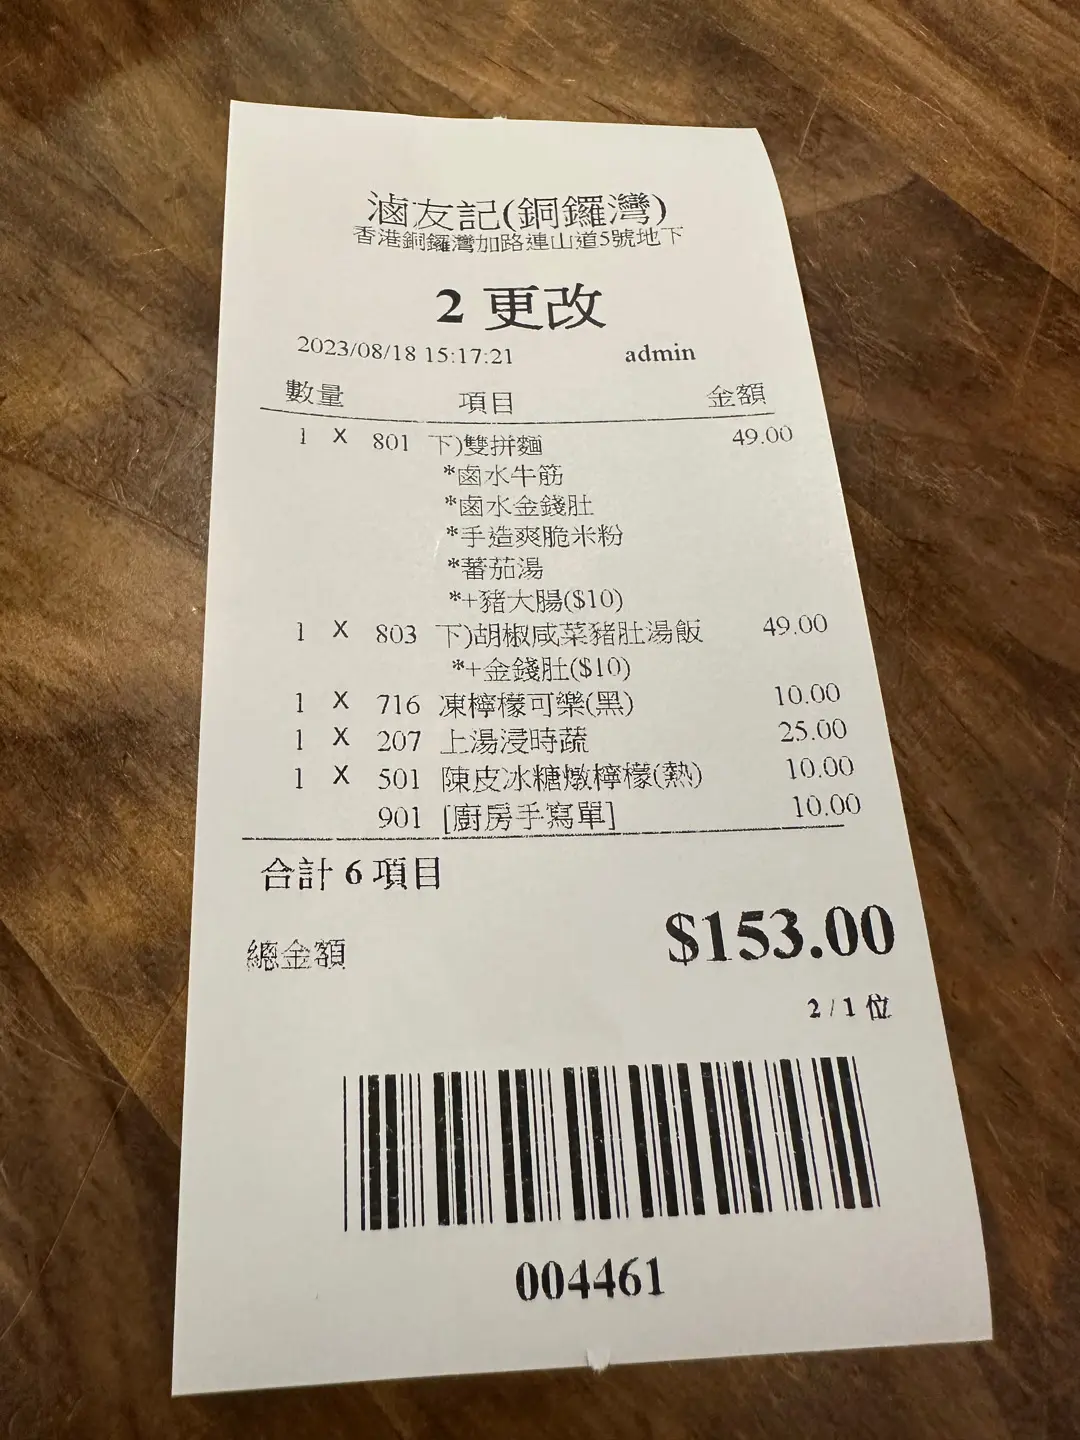 滷友記(銅鑼灣)
香港銅鑼灣加路連山道5號地下
2 更改
2023/08/18 15:17:21 admin
數量 項目 金額
1 X 801 下)雙拼麵 49.00
*鹵水牛筋
*鹵水金錢肚
*手造爽脆米粉
*蕃茄湯
*+豬大腸($10)
1 X 803 下)胡椒咸菜豬肚湯飯 49.00
*+金錢肚($10)
1 X 716 凍檸檬可樂(黑) 10.00
1 X 207 上湯浸時蔬 25.00
1 X 501 陳皮冰糖燉檸檬(熱) 10.00
901 [廚房手寫單] 10.00
合計 6 項目
總金額 $153.00
2 / 1 位
004461